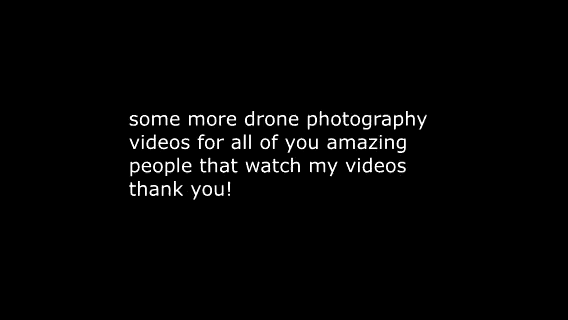 some more drone photography
videos for all of you amazing
people that watch my videos
thank you!